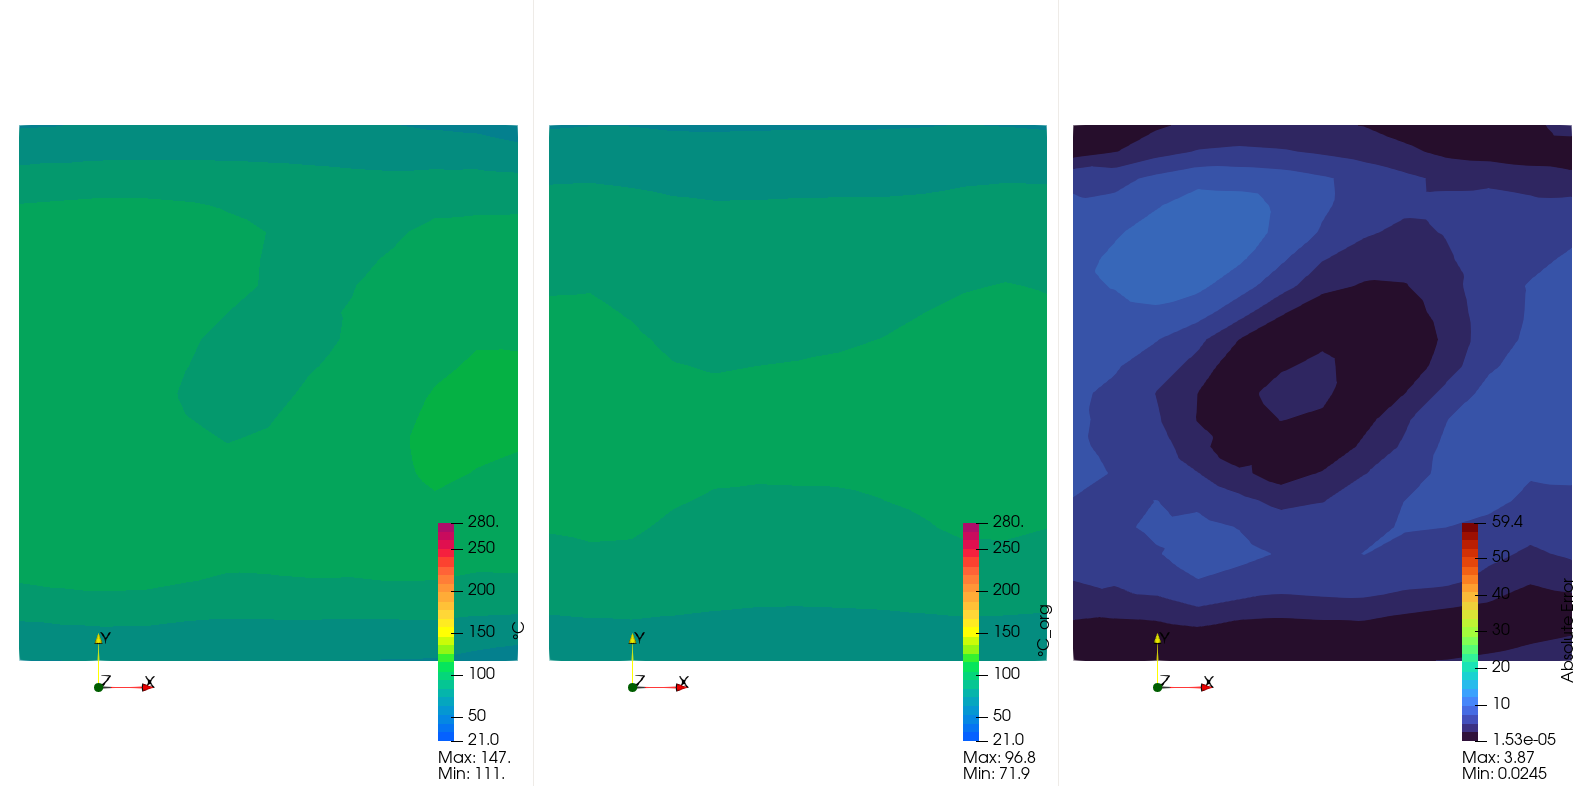 280.
250
200
150
100
50
21.0
°C
Max: 147.
Min: 111.
Y
Z
X
280.
250
200
150
100
50
21.0
°C_org
Max: 96.8
Min: 71.9
Y
Z
X
59.4
50
40
30
20
10
1.53e-05
Absolute Error
Max: 3.87
Min: 0.0245
Y
Z
X